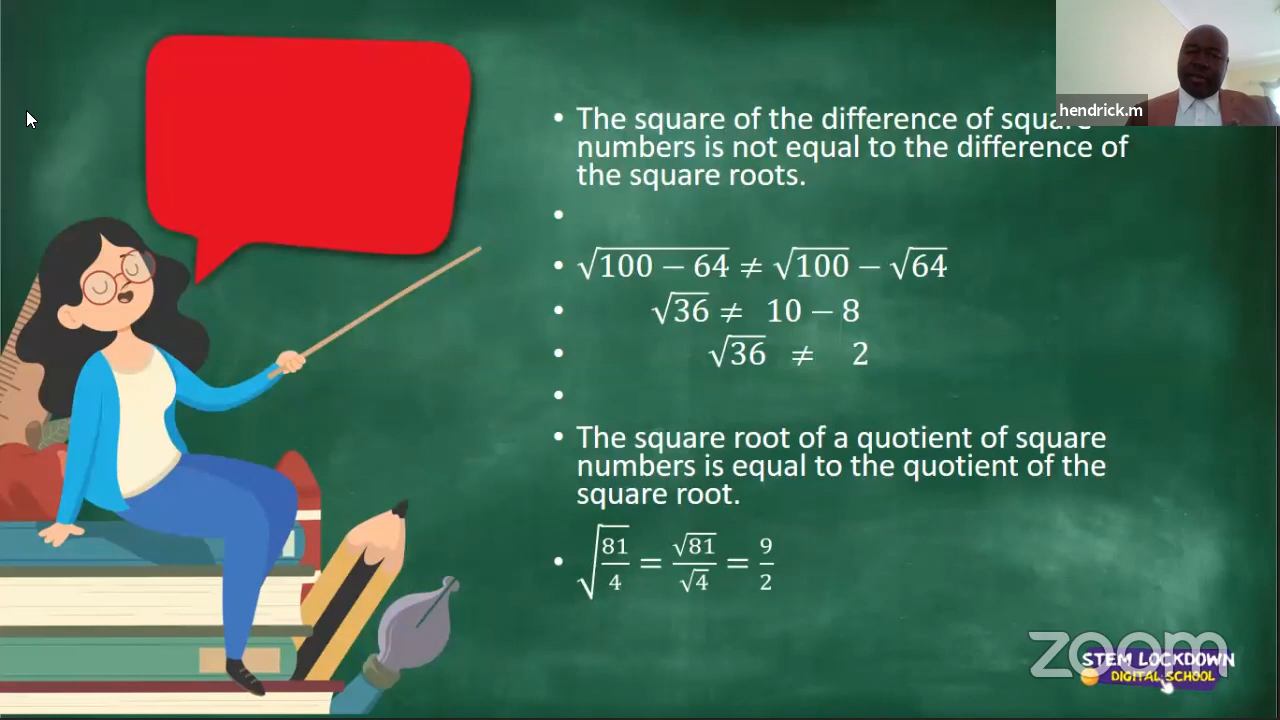 hendrick.m
• The square of the difference of square
numbers is not equal to the difference of
the square roots.
•
• √(100 − 64) ≠ √100 − √64
• √36 ≠ 10 − 8
• √36 ≠ 2
•
• The square root of a quotient of square
numbers is equal to the quotient of the
square root.
• √(81/4) = √81/√4 = 9/2
zoom
STEM LOCKDOWN
DIGITAL SCHOOL